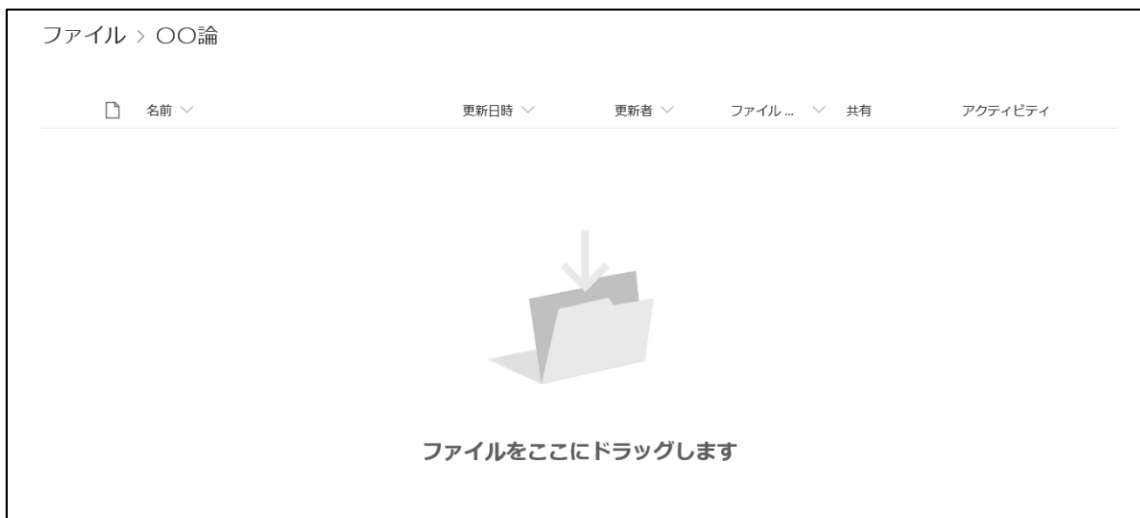 ファイル > 〇〇論
名前 更新日時 更新者 ファイル ... 共有 アクティビティ
ファイルをここにドラッグします